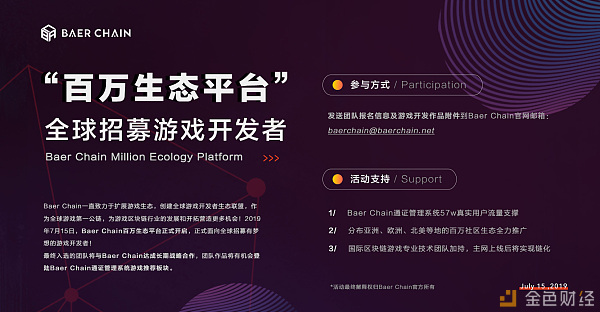 BAER CHAIN
“百万生态平台”
全球招募游戏开发者
Baer Chain Million Ecology Platform >>>
Baer Chain一直致力于扩展游戏生态，创建全球游戏开发者生态联盟，作
为全球游戏第一公链，为游戏区块链行业的发展和开拓营造更多机会！2019
年7月15日，Baer Chain百万生态平台正式开启，正式面向全球招募有梦
想的游戏开发者！
最终入选的团队将与Baer Chain达成长期战略合作，团队作品将有机会登
陆Baer Chain通证管理系统游戏推荐板块。
参与方式 / Participation
发送团队报名信息及游戏开发作品附件到Baer Chain官网邮箱：
baerchain@baerchain.net
活动支持 / Support
1/ Baer Chain通证管理系统57w真实用户流量支撑
2/ 分布亚洲、欧洲、北美等地的百万社区生态全力推广
3/ 国际区块链游戏专业技术团队加持，主网上线后将实现链化
*活动最终解释权归Baer Chain官方所有
July 15 ,2019
金色财经